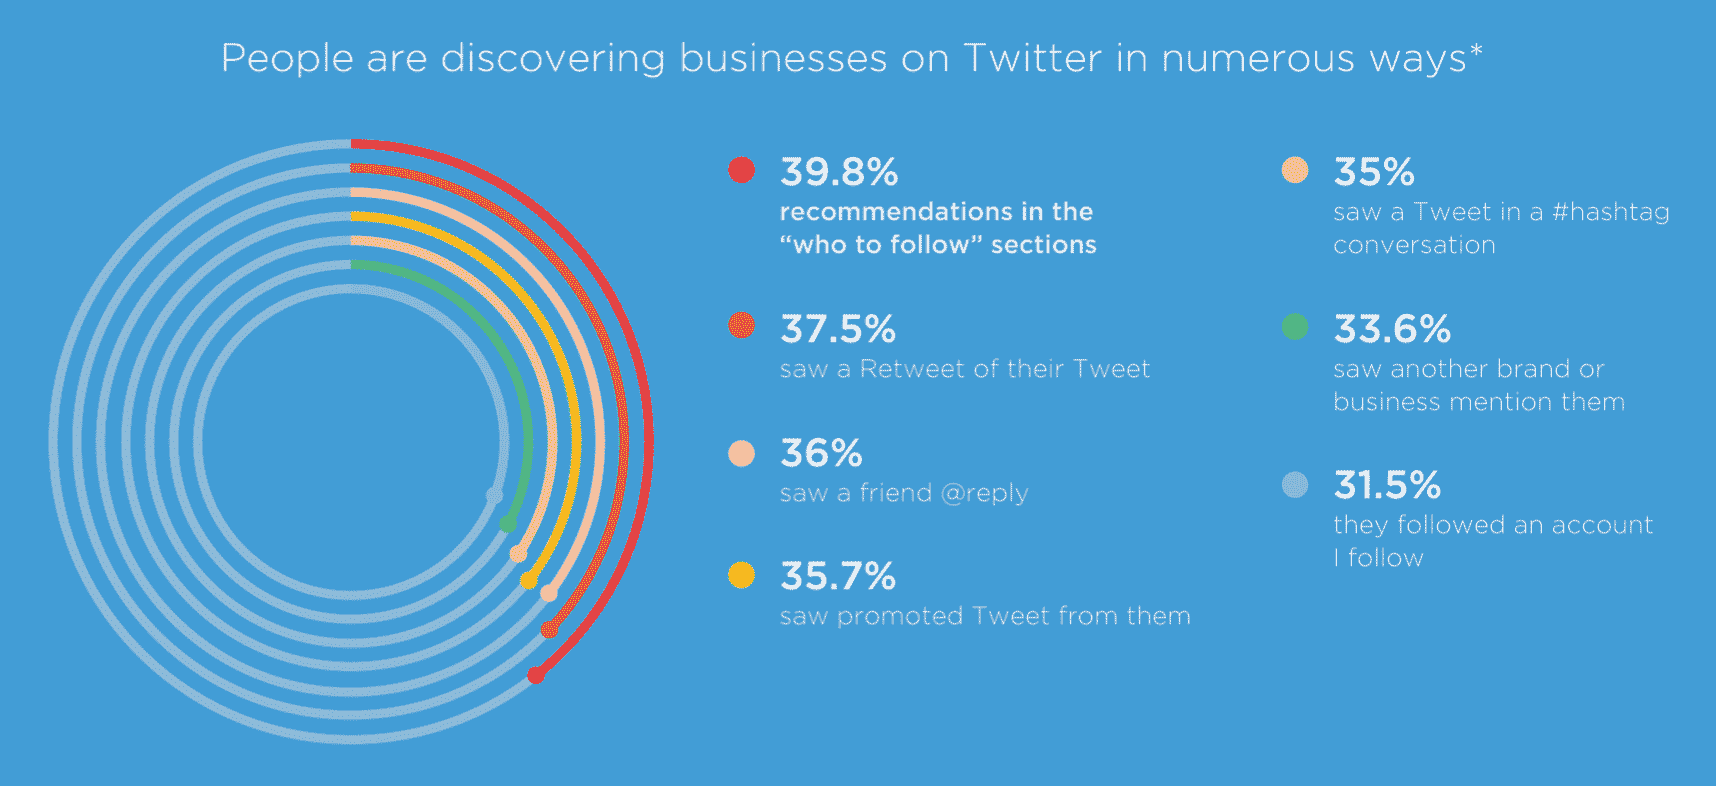 People are discovering businesses on Twitter in numerous ways*
39.8%
recommendations in the
“who to follow” sections
37.5%
saw a Retweet of their Tweet
36%
saw a friend @reply
35.7%
saw promoted Tweet from them
35%
saw a Tweet in a #hashtag
conversation
33.6%
saw another brand or
business mention them
31.5%
they followed an account
I follow